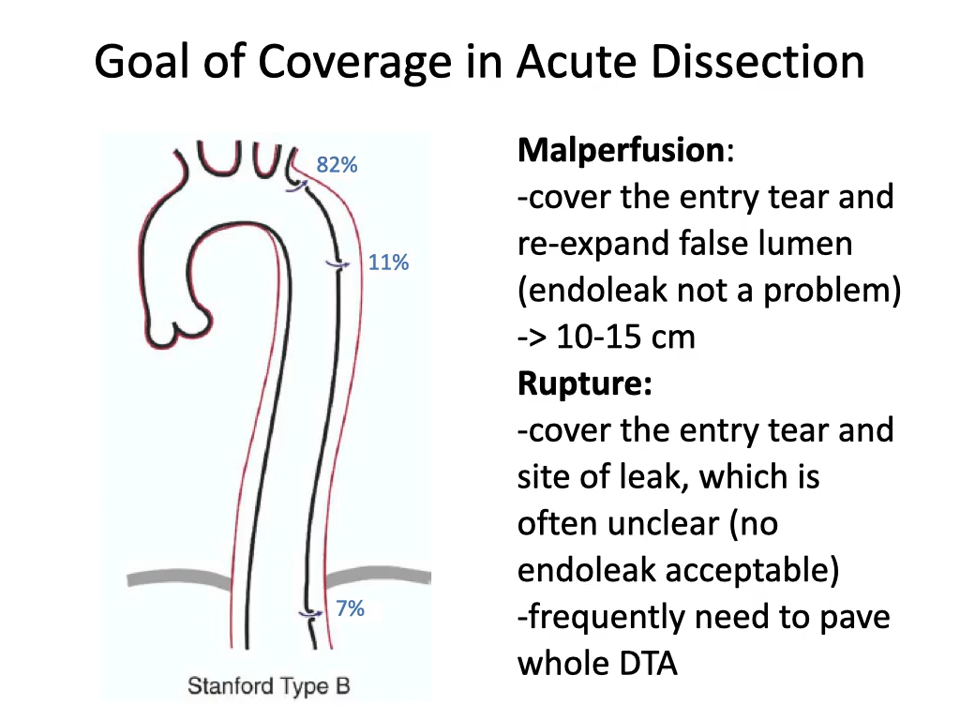 Goal of Coverage in Acute Dissection
82%
11%
7%
Stanford Type B
Malperfusion:
-cover the entry tear and
re-expand false lumen
(endoleak not a problem)
-> 10-15 cm
Rupture:
-cover the entry tear and
site of leak, which is
often unclear (no
endoleak acceptable)
-frequently need to pave
whole DTA